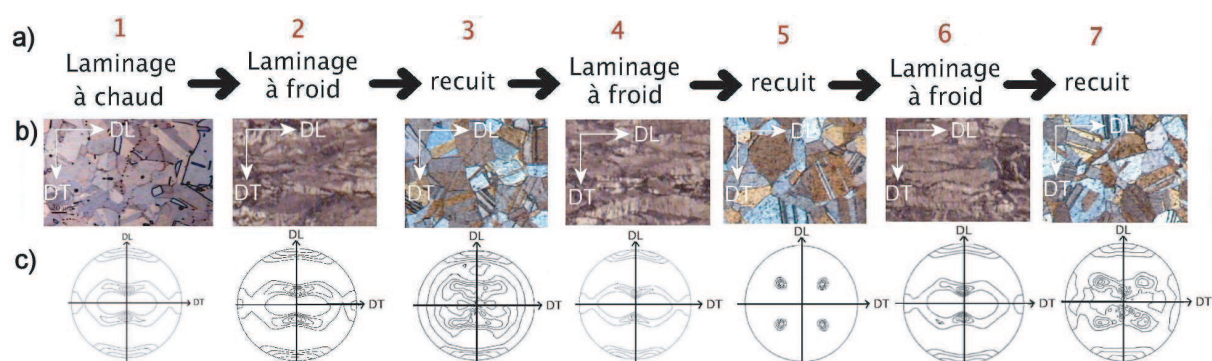 a)
1 2 3 4 5 6 7
Laminage à chaud
Laminage à froid
recuit
Laminage à froid
recuit
Laminage à froid
recuit
b)
DL DL DL DL DL DL DL
DT DT DT DT DT DT DT
c)
DL DL DL DL DL DL DL
DT DT DT DT DT DT DT